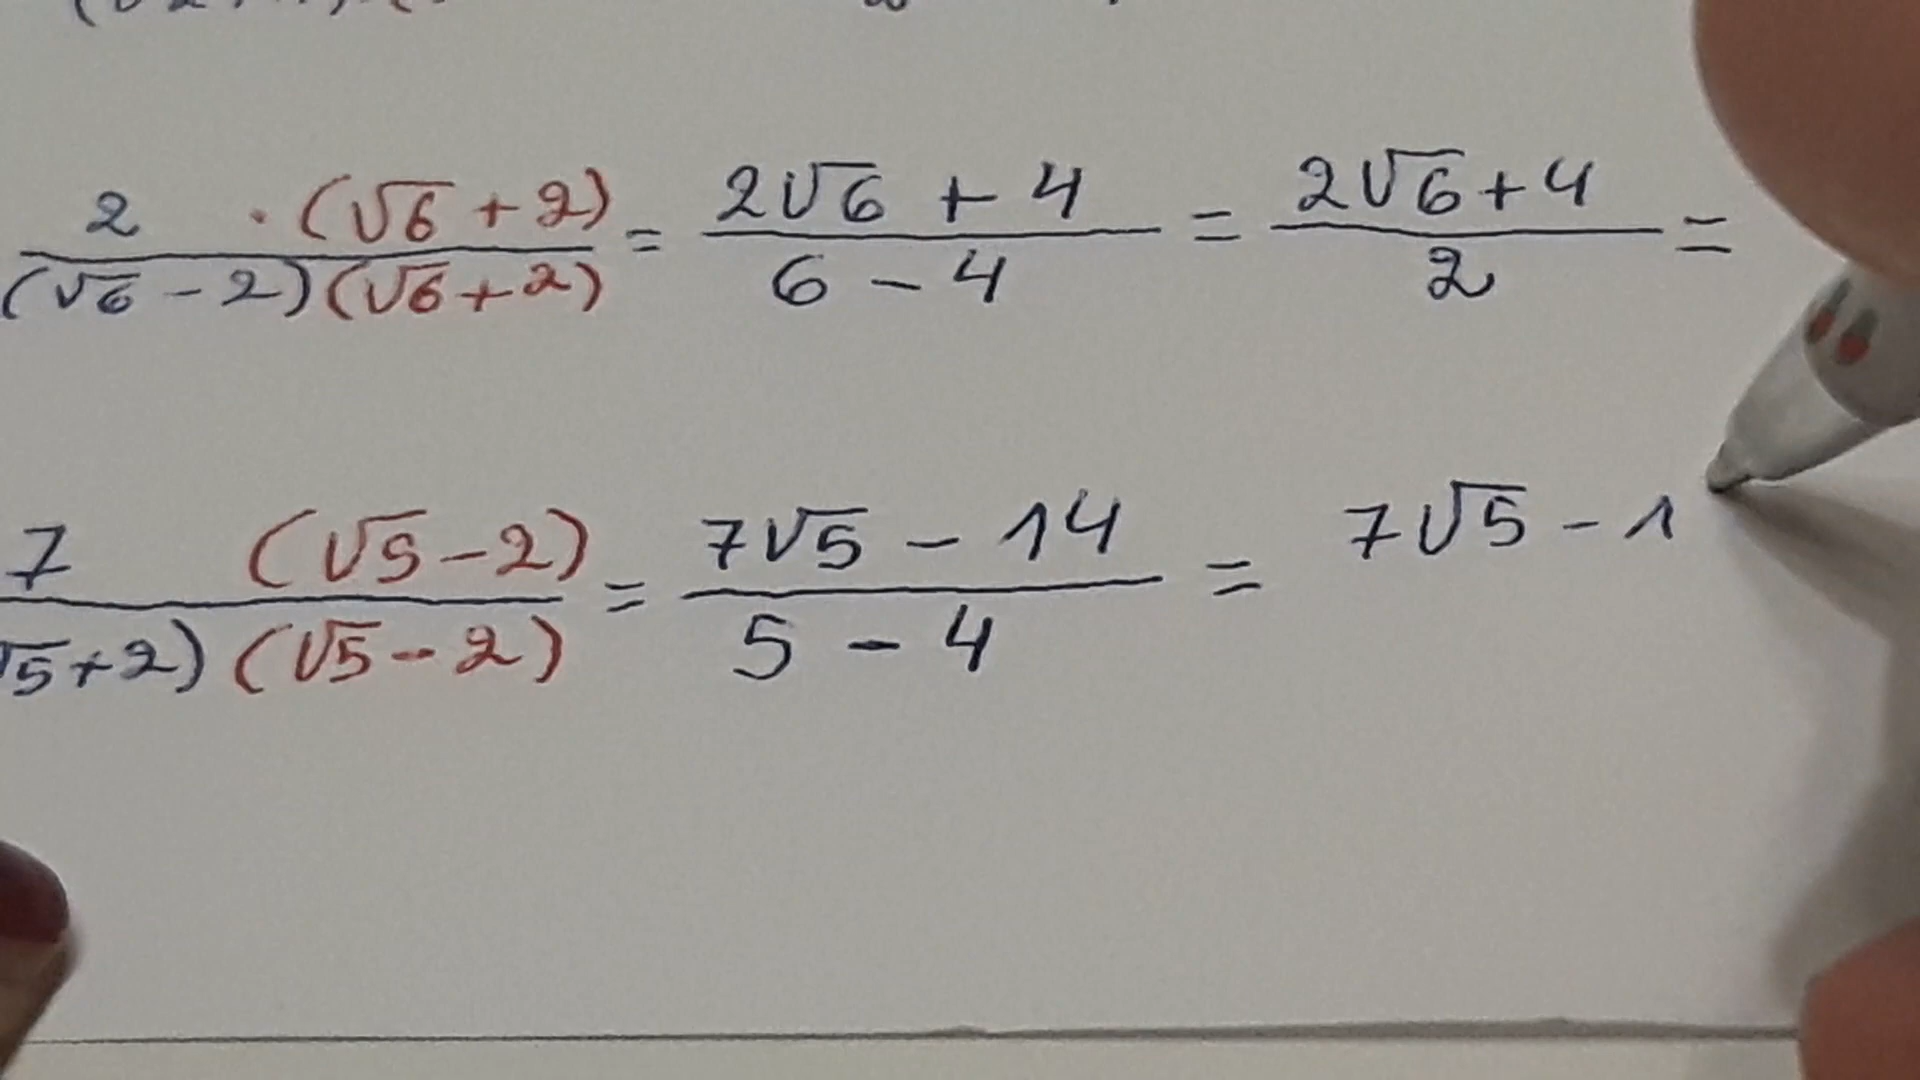 2 · (√6 + 2) / (√6 - 2)(√6 + 2) = 2√6 + 4 / 6 - 4 = 2√6 + 4 / 2 =
7 (√5 - 2) / √5 + 2) (√5 - 2) = 7√5 - 14 / 5 - 4 = 7√5 - 1